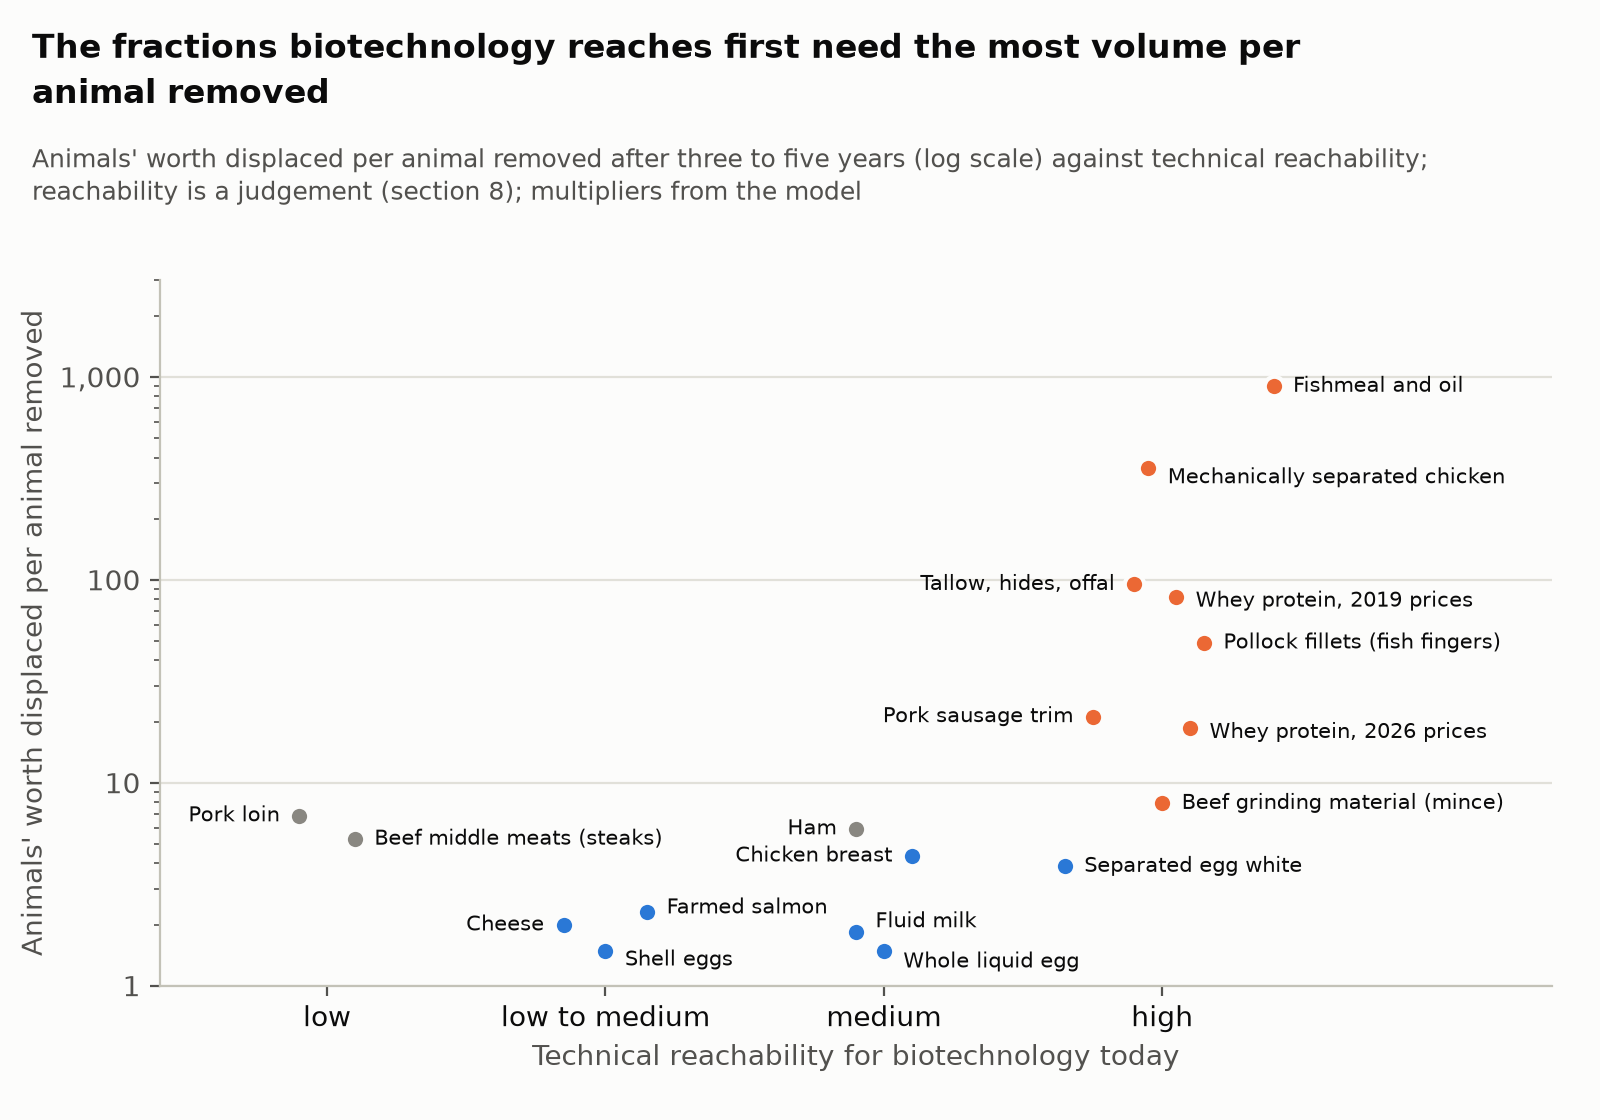 The fractions biotechnology reaches first need the most volume per
animal removed
Animals' worth displaced per animal removed after three to five years (log scale) against technical reachability;
reachability is a judgement (section 8); multipliers from the model
Animals' worth displaced per animal removed
1,000
100
10
1
Fishmeal and oil
Mechanically separated chicken
Tallow, hides, offal
Whey protein, 2019 prices
Pollock fillets (fish fingers)
Pork sausage trim
Whey protein, 2026 prices
Beef grinding material (mince)
Pork loin
Beef middle meats (steaks)
Ham
Chicken breast
Separated egg white
Farmed salmon
Cheese
Fluid milk
Shell eggs
Whole liquid egg
low
low to medium
medium
high
Technical reachability for biotechnology today